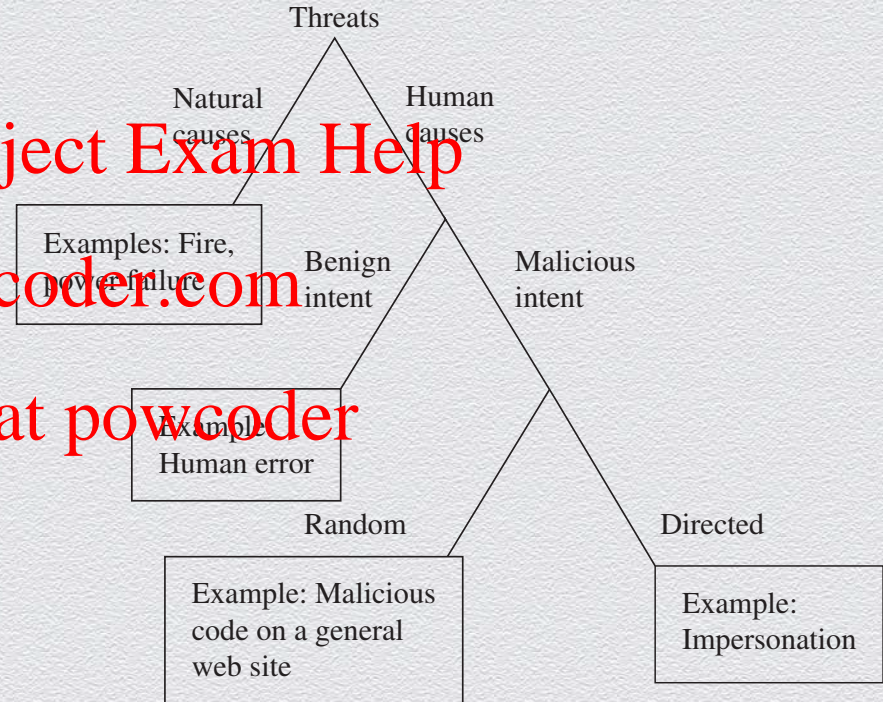 Threats
Natural
causes
Human
causes
ject Exam Help
Examples: Fire,
power failure
Benign
intent
Malicious
intent
coder.com
at powcoder
Example:
Human error
Random
Directed
Example: Malicious
code on a general
web site
Example:
Impersonation